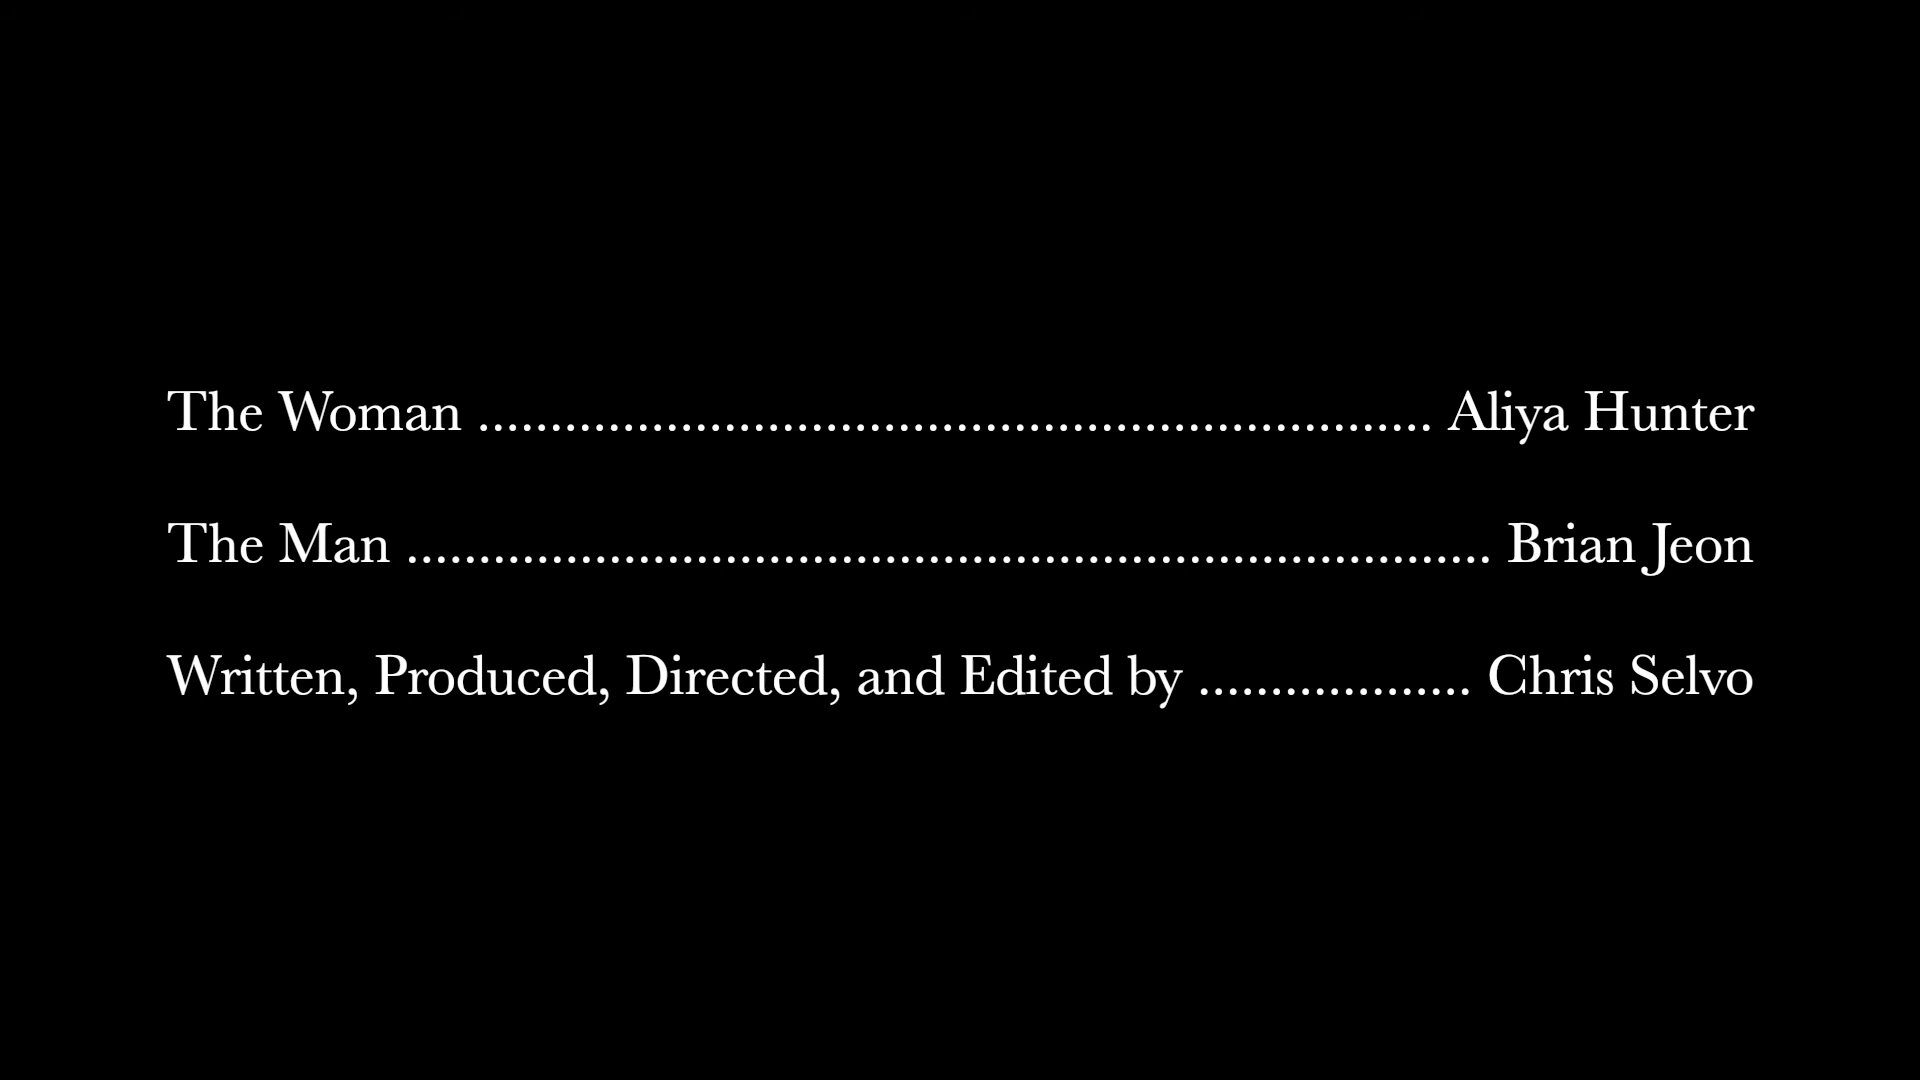 The Woman .................................................................. Aliya Hunter
The Man ........................................................................... Brian Jeon
Written, Produced, Directed, and Edited by ................... Chris Selvo